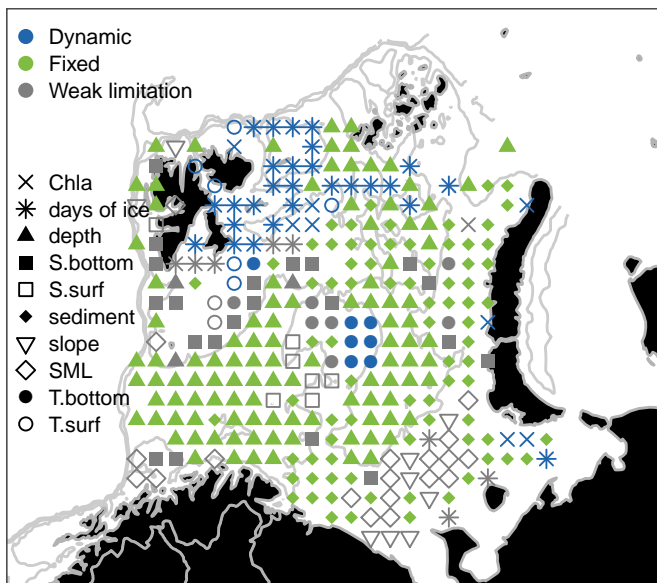 Dynamic
Fixed
Weak limitation
Chla
days of ice
depth
S.bottom
S.surf
sediment
slope
SML
T.bottom
T.surf